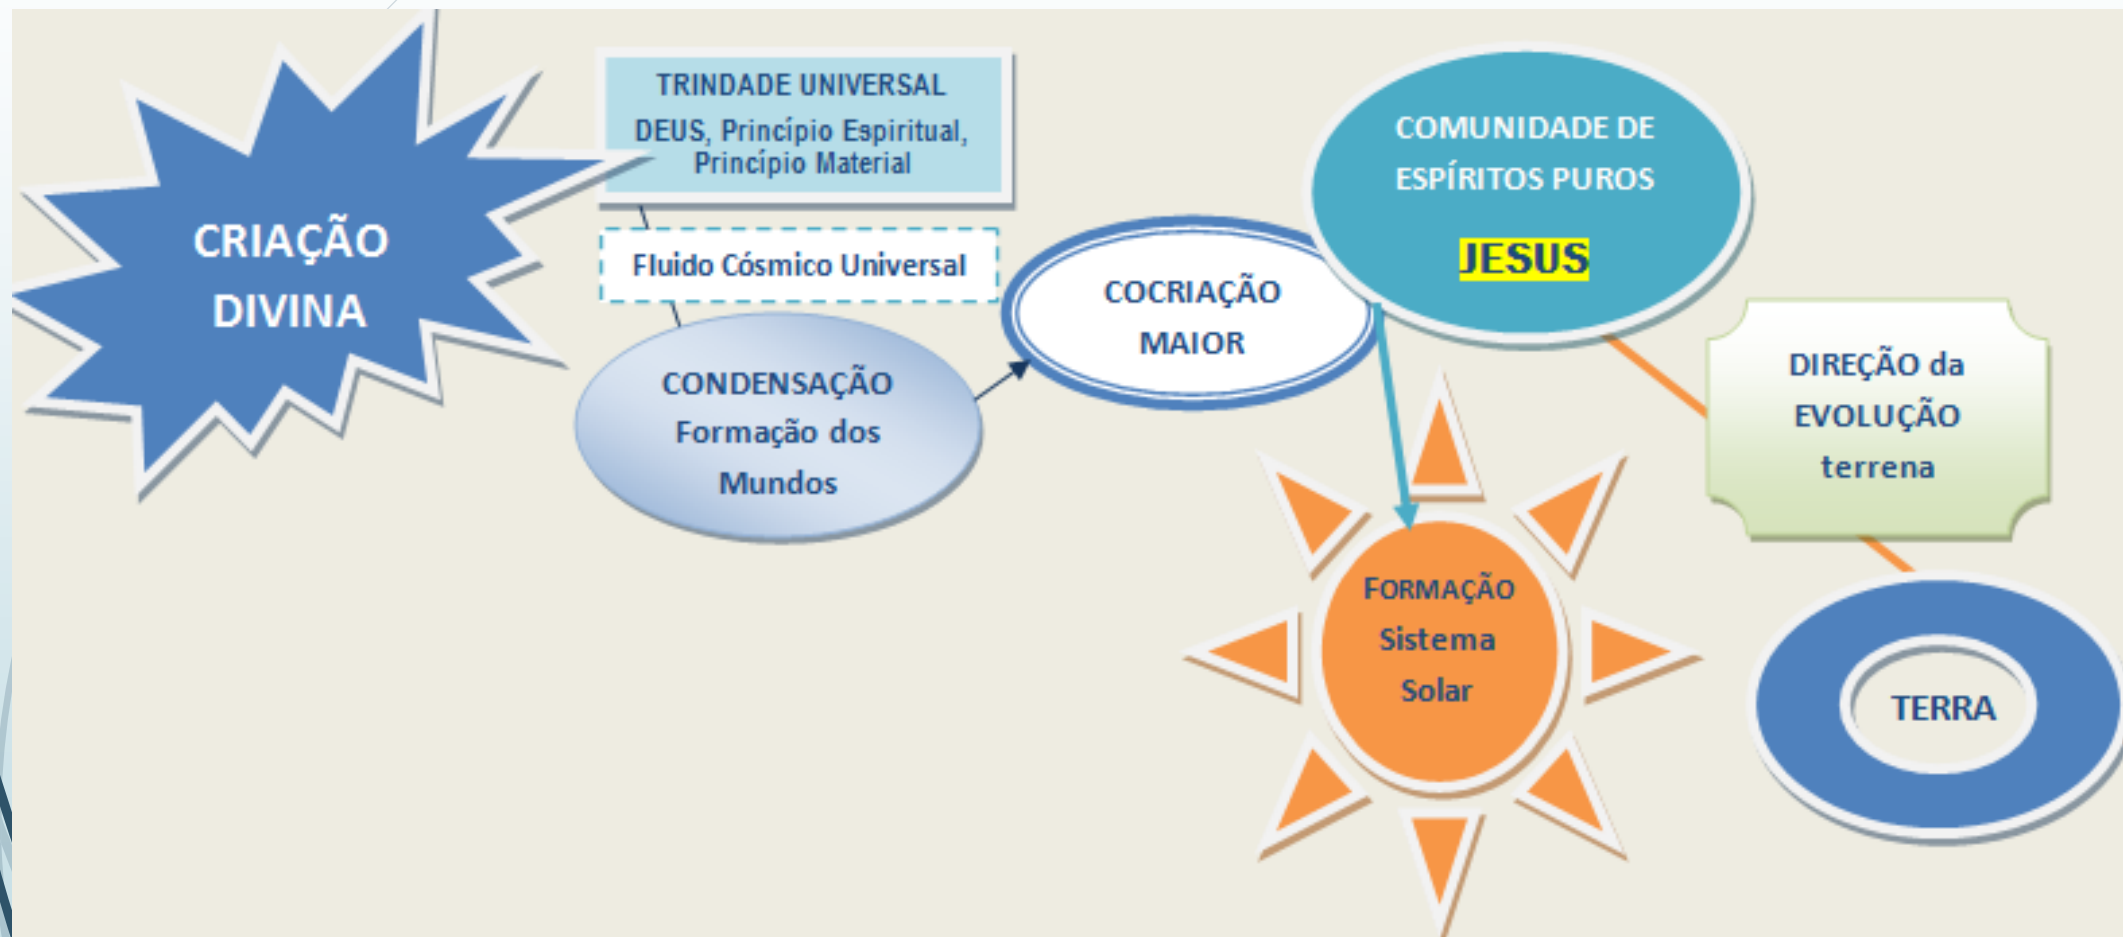 CRIAÇÃO
DIVINA
TRINDADE UNIVERSAL
DEUS, Princípio Espiritual,
Princípio Material
Fluido Cósmico Universal
CONDENSAÇÃO
Formação dos
Mundos
COCRIAÇÃO
MAIOR
COMUNIDADE DE
ESPÍRITOS PUROS
JESUS
FORMAÇÃO
Sistema
Solar
DIREÇÃO da
EVOLUÇÃO
terrena
TERRA